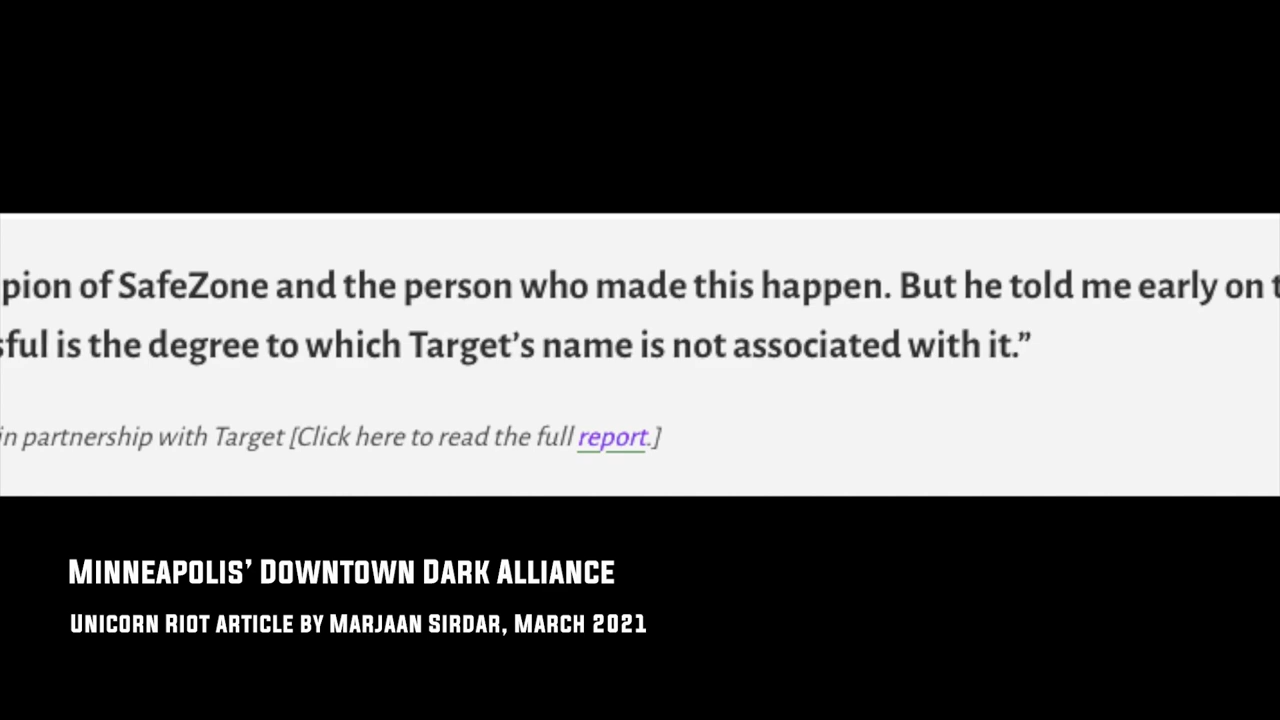 pion of SafeZone and the person who made this happen. But he told me early on t
sful is the degree to which Target’s name is not associated with it.”
in partnership with Target [Click here to read the full report.]
Minneapolis’ Downtown Dark Alliance
Unicorn Riot article by Marjaan Sirdar, March 2021